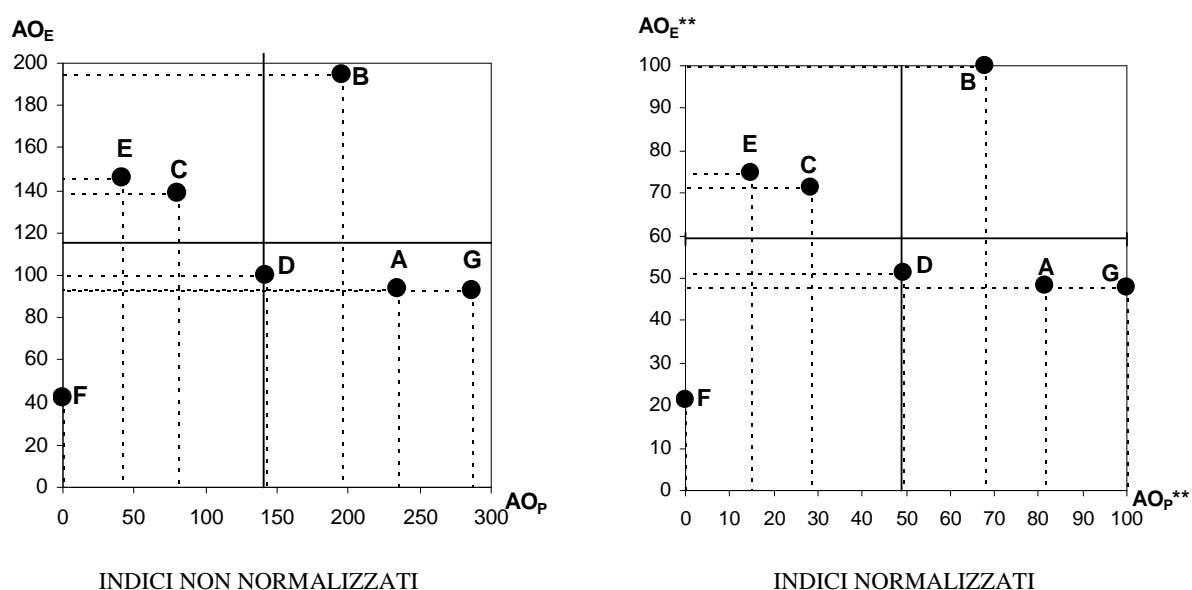 AOE
200
180
160
140
120
100
80
60
40
20
0
B
E
C
D
A
G
F
0 50 100 150 200 250 300
AOP
INDICI NON NORMALIZZATI
AOE**
100
90
80
70
60
50
40
30
20
10
0
B
E
C
D
A
G
F
0 10 20 30 40 50 60 70 80 90 100
AOP**
INDICI NORMALIZZATI